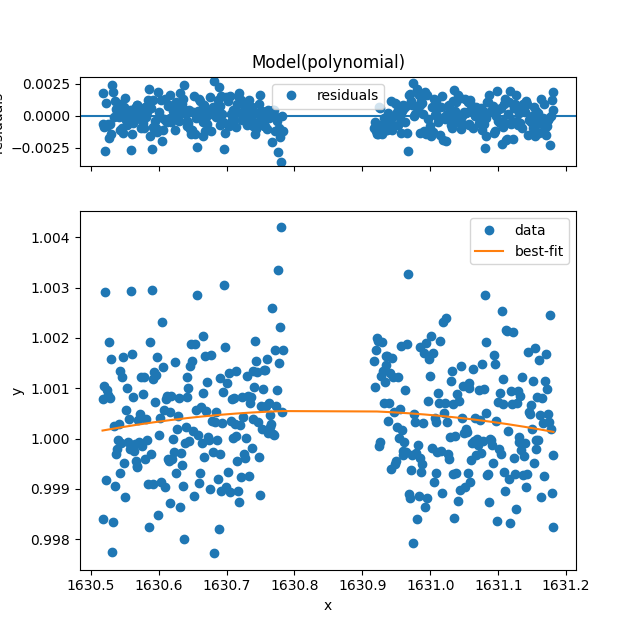 Model(polynomial)
0.0025
0.0000
−0.0025
residuals
residuals
1.004
1.003
1.002
1.001
1.000
0.999
0.998
y
data
best-fit
1630.5 1630.6 1630.7 1630.8 1630.9 1631.0 1631.1 1631.2
x